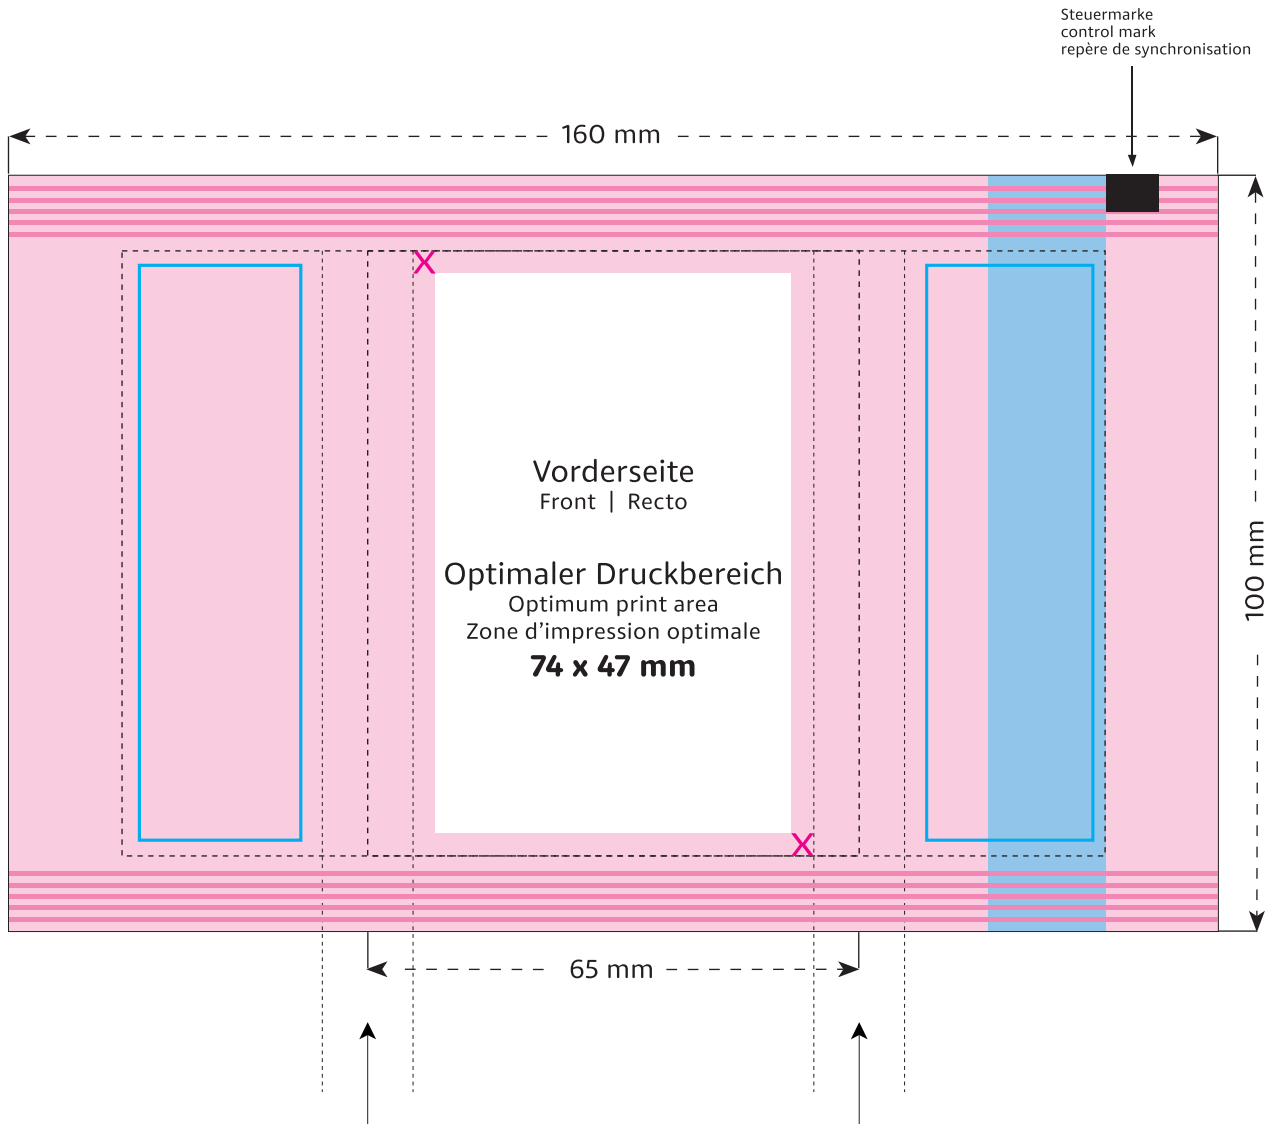 Steuermarke
control mark
repère de synchronisation
160 mm
X
Vorderseite
Front | Recto
Optimaler Druckbereich
Optimum print area
Zone d’impression optimale
74 x 47 mm
100 mm
X
65 mm